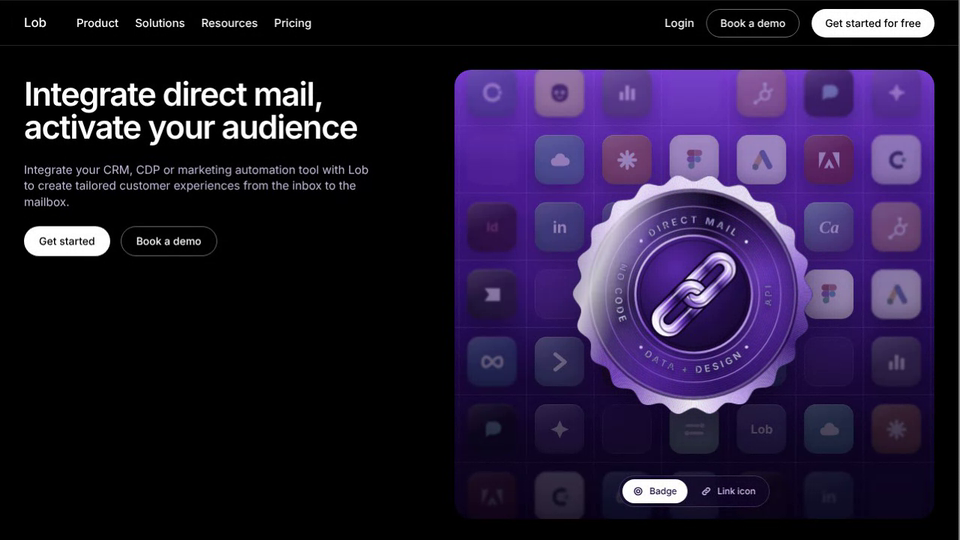 Lob
Product
Solutions
Resources
Pricing
Login
Book a demo
Get started for free
Integrate direct mail,
activate your audience
Integrate your CRM, CDP or marketing automation tool with Lob
to create tailored customer experiences from the inbox to the
mailbox.
Get started
Book a demo
Id
in
Ca
DIRECT MAIL
NO CODE
API
DATA + DESIGN
Lob
Badge
Link icon
in